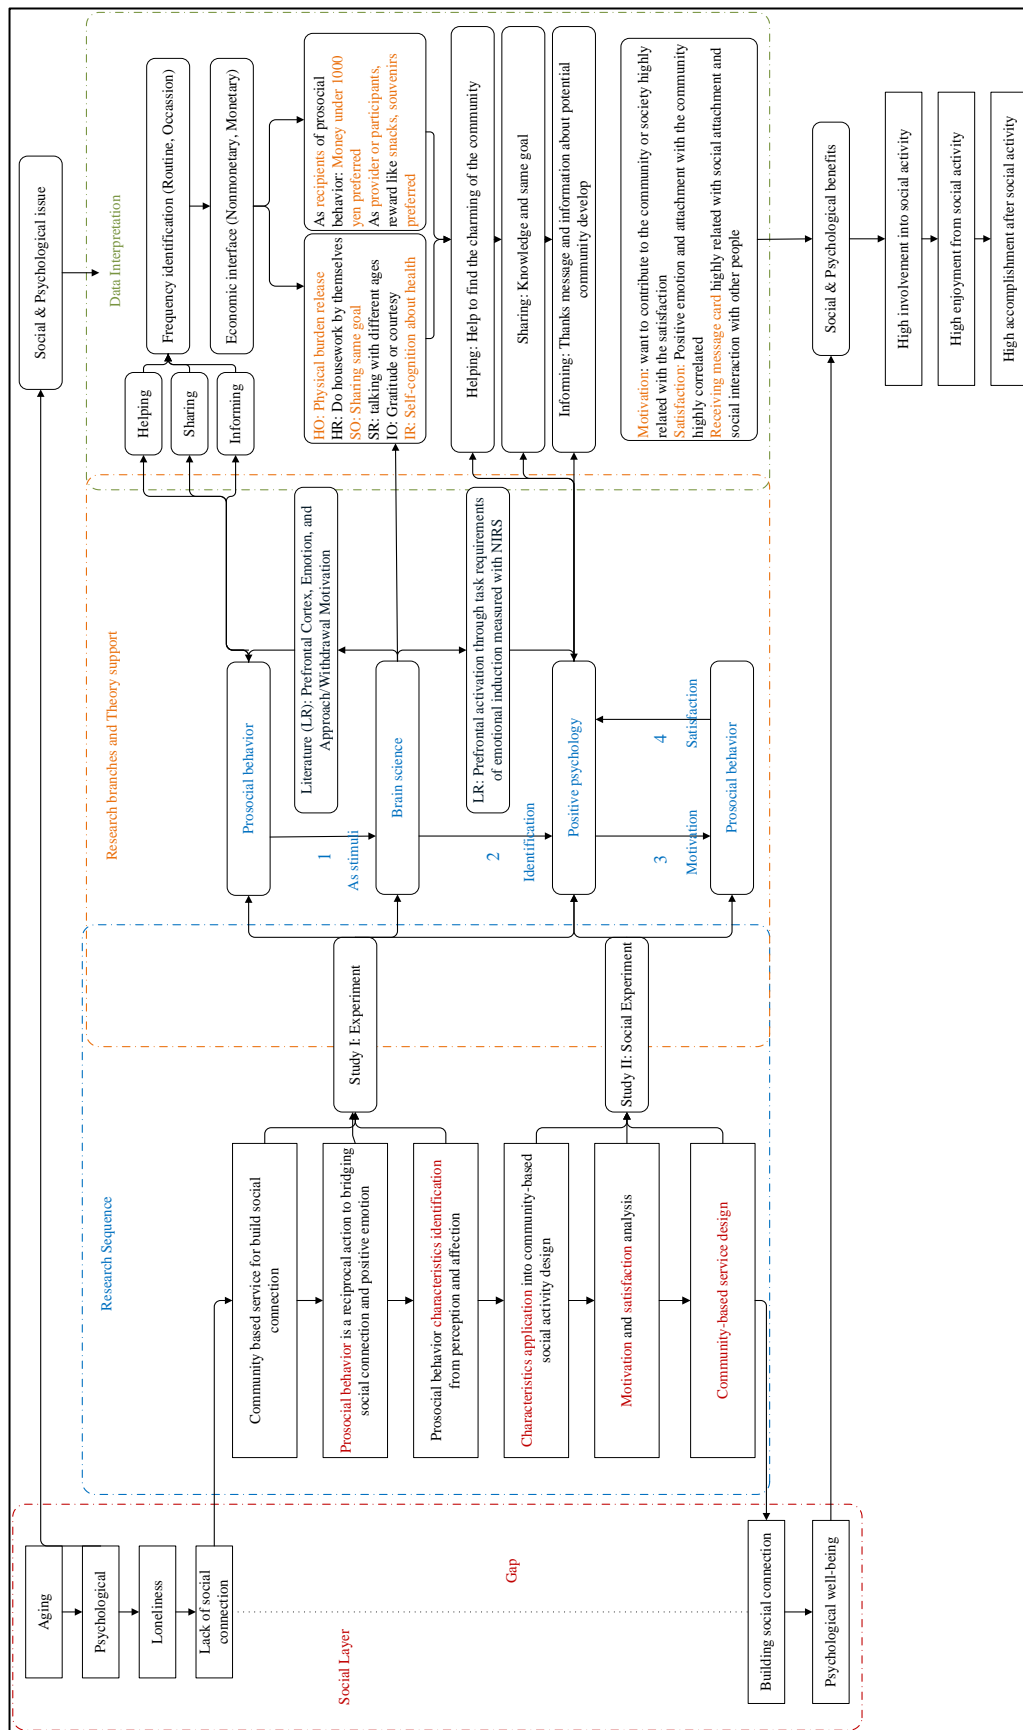 Social Layer
Gap
Aging
Psychological
Loneliness
Lack of social
connection
Building social connection
Psychological well-being
Research Sequence
Community based service for build social
connection
Prosocial behavior is a reciprocal action to bridging
social connection and positive emotion
Prosocial behavior characteristics identification
from perception and affection
Characteristics application into community-based
social activity design
Motivation and satisfaction analysis
Community-based service design
Study I: Experiment
Study II: Social Experiment
Research branches and Theory support
Prosocial behavior
1
As stimuli
Brain science
2
Identification
Positive psychology
3
Motivation
4
Satisfaction
Prosocial behavior
Literature (LR): Prefrontal Cortex, Emotion, and
Approach/Withdrawal Motivation
LR: Prefrontal activation through task requirements
of emotional induction measured with NIRS
Social & Psychological issue
Data Interpretation
Helping
Sharing
Informing
Frequency identification (Routine, Occassion)
Economic interface (Nonmonetary, Monetary)
HO: Physical burden release
HR: Do housework by themselves
SO: Sharing same goal
SR: talking with different ages
IO: Gratitude or courtesy
IR: Self-cognition about health
As recipients of prosocial
behavior: Money under 1000
yen preferred
As provider or participants,
reward like snacks, souvenirs
preferred
Helping: Help to find the charming of the community
Sharing: Knowledge and same goal
Informing: Thanks message and information about potential
community develop
Motivation: want to contribute to the community or society highly
related with the satisfaction
Satisfaction: Positive emotion and attachment with the community
highly correlated
Receiving message card highly related with social attachment and
social interaction with other people
Social & Psychological benefits
High involvement into social activity
High enjoyment from social activity
High accomplishment after social activity